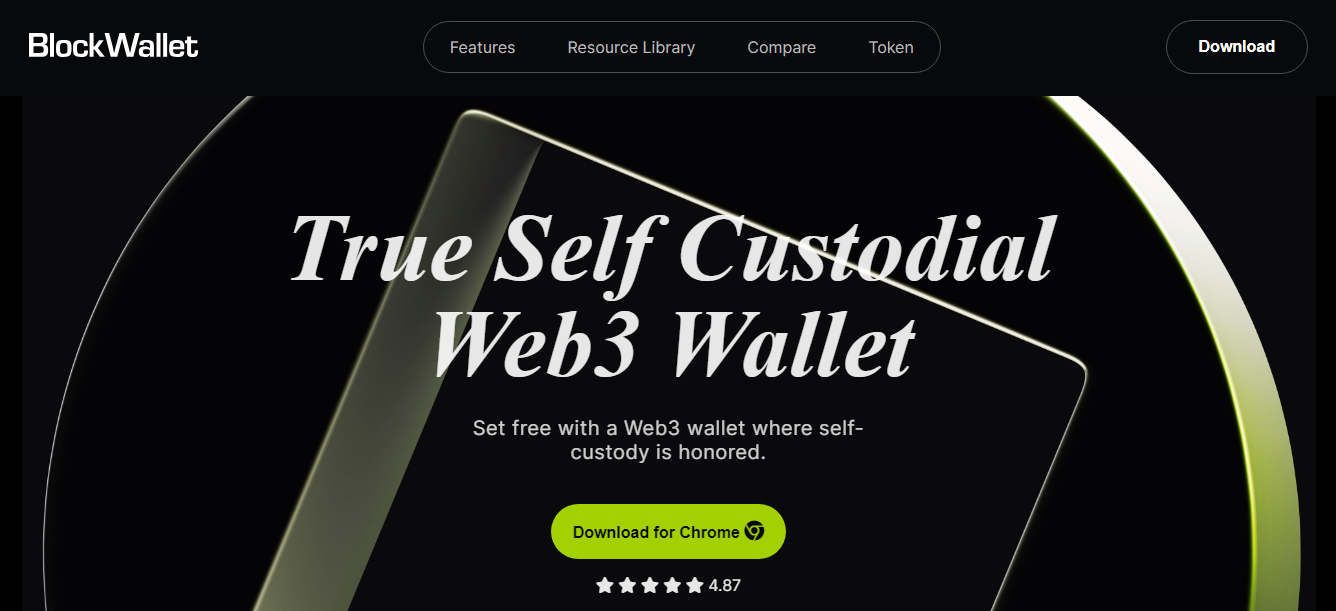 BlockWallet
Features
Resource Library
Compare
Token
Download
True Self Custodial
Web3 Wallet
Set free with a Web3 wallet where self-
custody is honored.
Download for Chrome
4.87